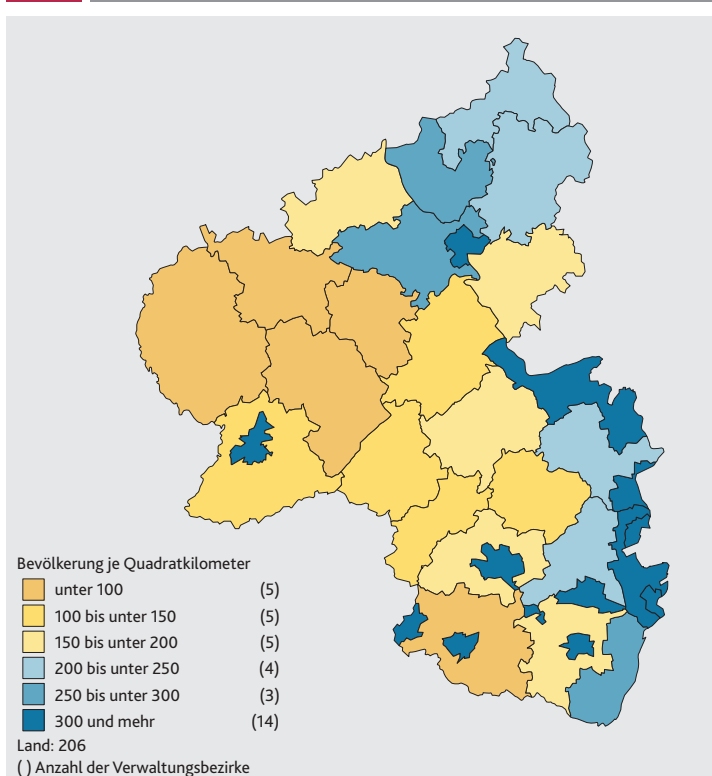 Bevölkerung je Quadratkilometer
unter 100 (5)
100 bis unter 150 (5)
150 bis unter 200 (5)
200 bis unter 250 (4)
250 bis unter 300 (3)
300 und mehr (14)
Land: 206
( ) Anzahl der Verwaltungsbezirke